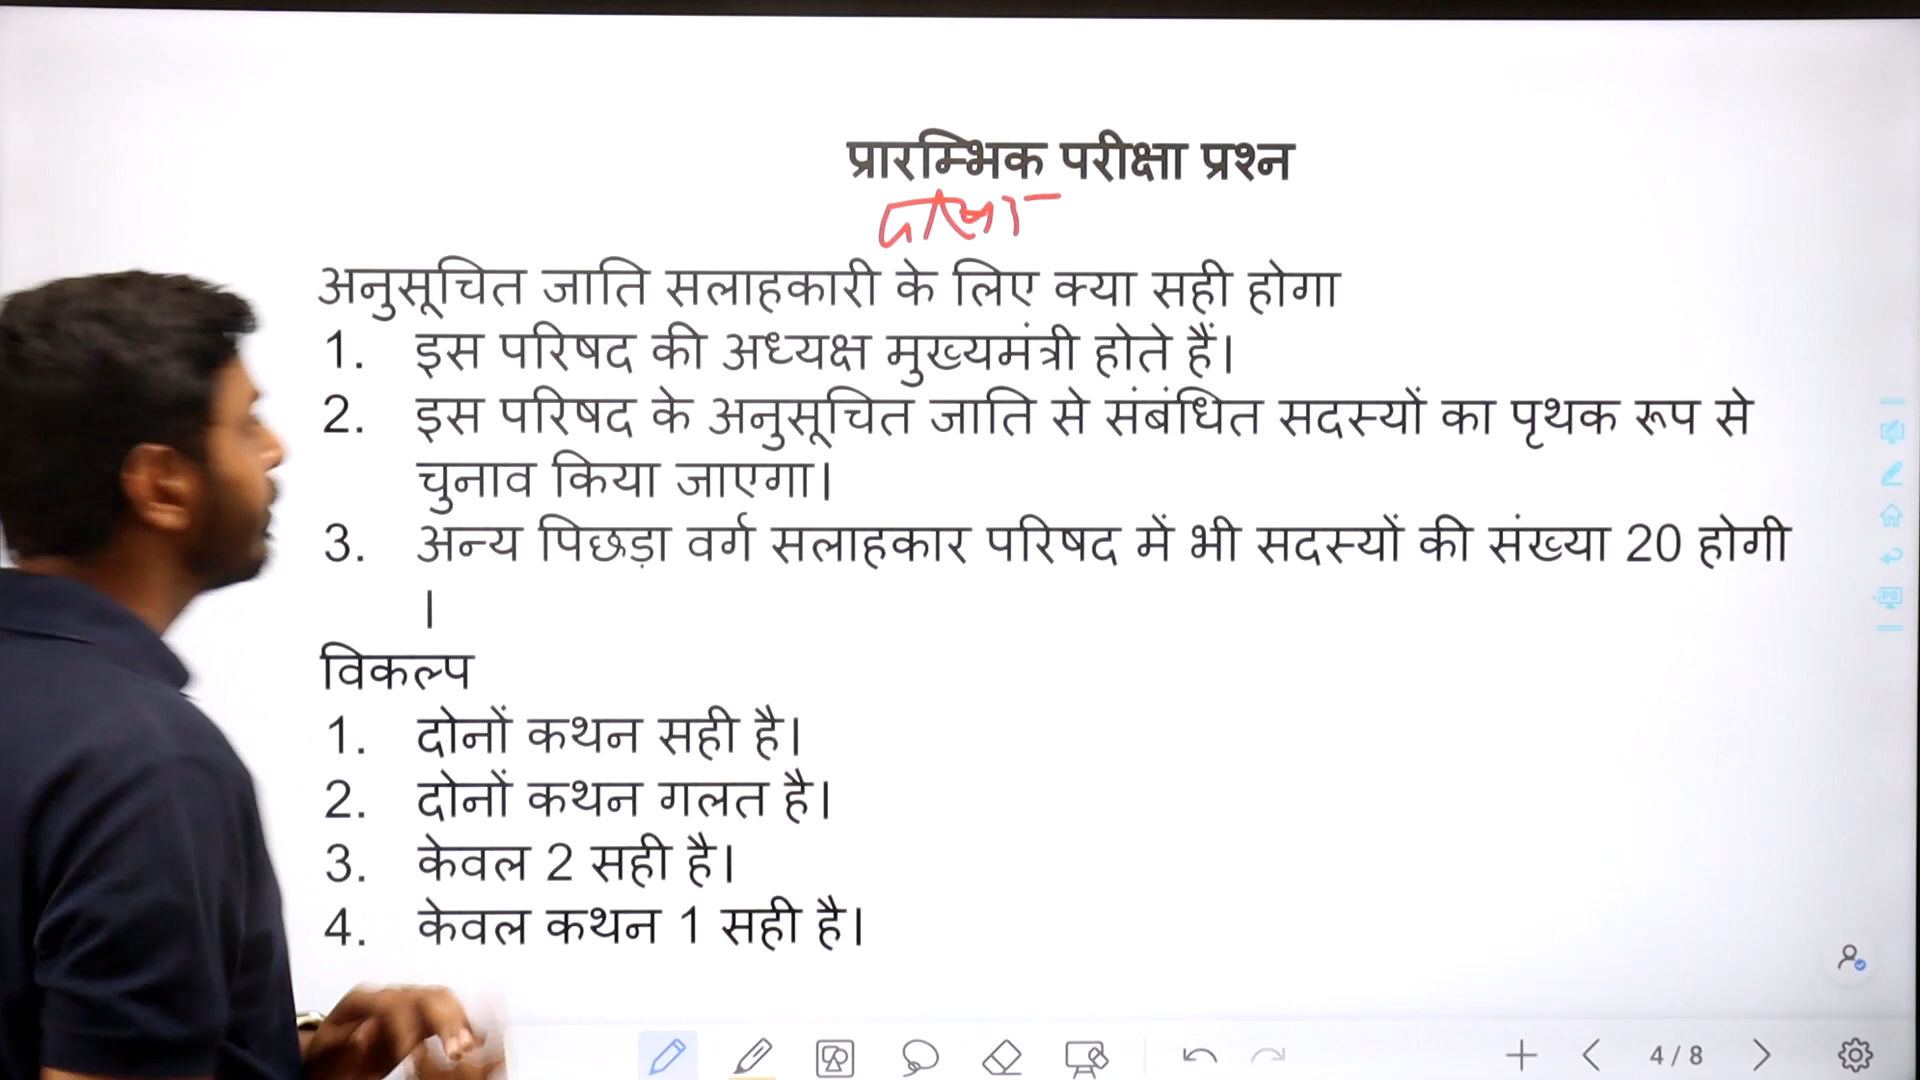 प्रारम्भिक परीक्षा प्रश्न
अनुसूचित जाति सलाहकारी के लिए क्या सही होगा
1. इस परिषद की अध्यक्ष मुख्यमंत्री होते हैं।
2. इस परिषद के अनुसूचित जाति से संबंधित सदस्यों का पृथक रूप से
चुनाव किया जाएगा।
3. अन्य पिछड़ा वर्ग सलाहकार परिषद में भी सदस्यों की संख्या 20 होगी
।
विकल्प
1. दोनों कथन सही है।
2. दोनों कथन गलत है।
3. केवल 2 सही है।
4. केवल कथन 1 सही है।
4 / 8